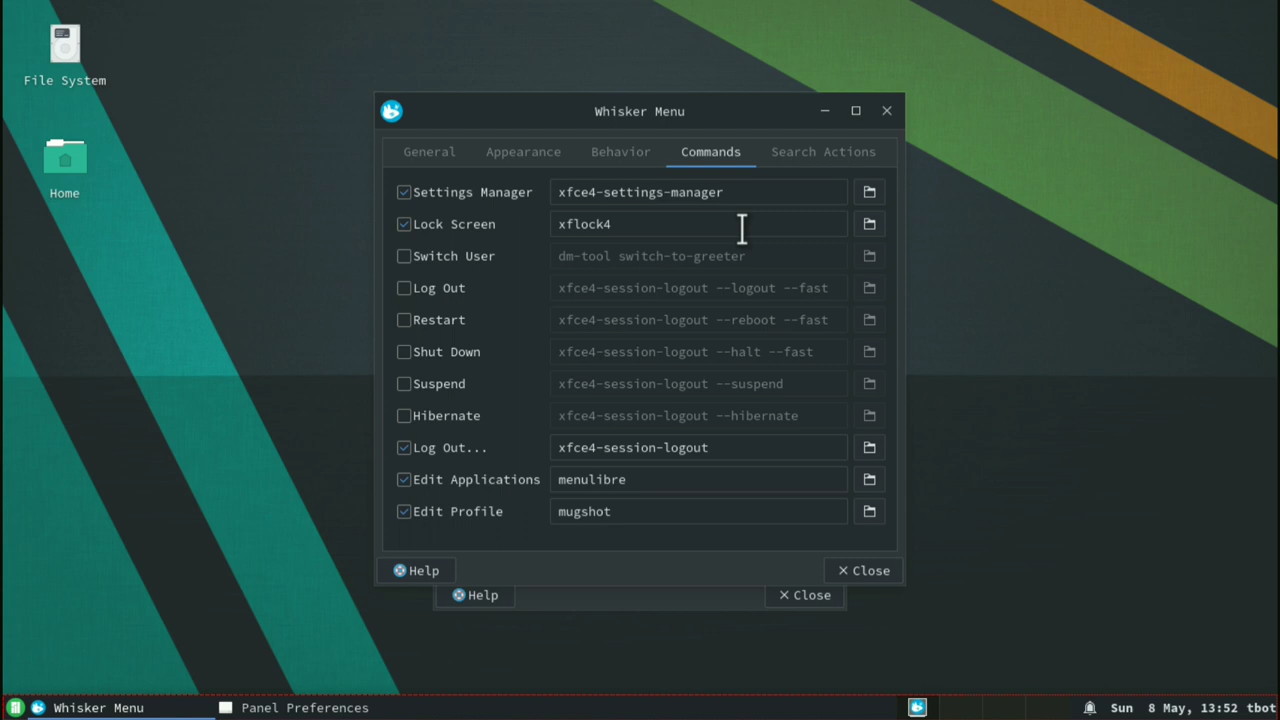 File System
Home
Whisker Menu
General Appearance Behavior Commands Search Actions
Settings Manager xfce4-settings-manager
Lock Screen xflock4
Switch User dm-tool switch-to-greeter
Log Out xfce4-session-logout --logout --fast
Restart xfce4-session-logout --reboot --fast
Shut Down xfce4-session-logout --halt --fast
Suspend xfce4-session-logout --suspend
Hibernate xfce4-session-logout --hibernate
Log Out... xfce4-session-logout
Edit Applications menulibre
Edit Profile mugshot
Help Close
Help Close
Whisker Menu Panel Preferences Sun 8 May, 13:52 tbot